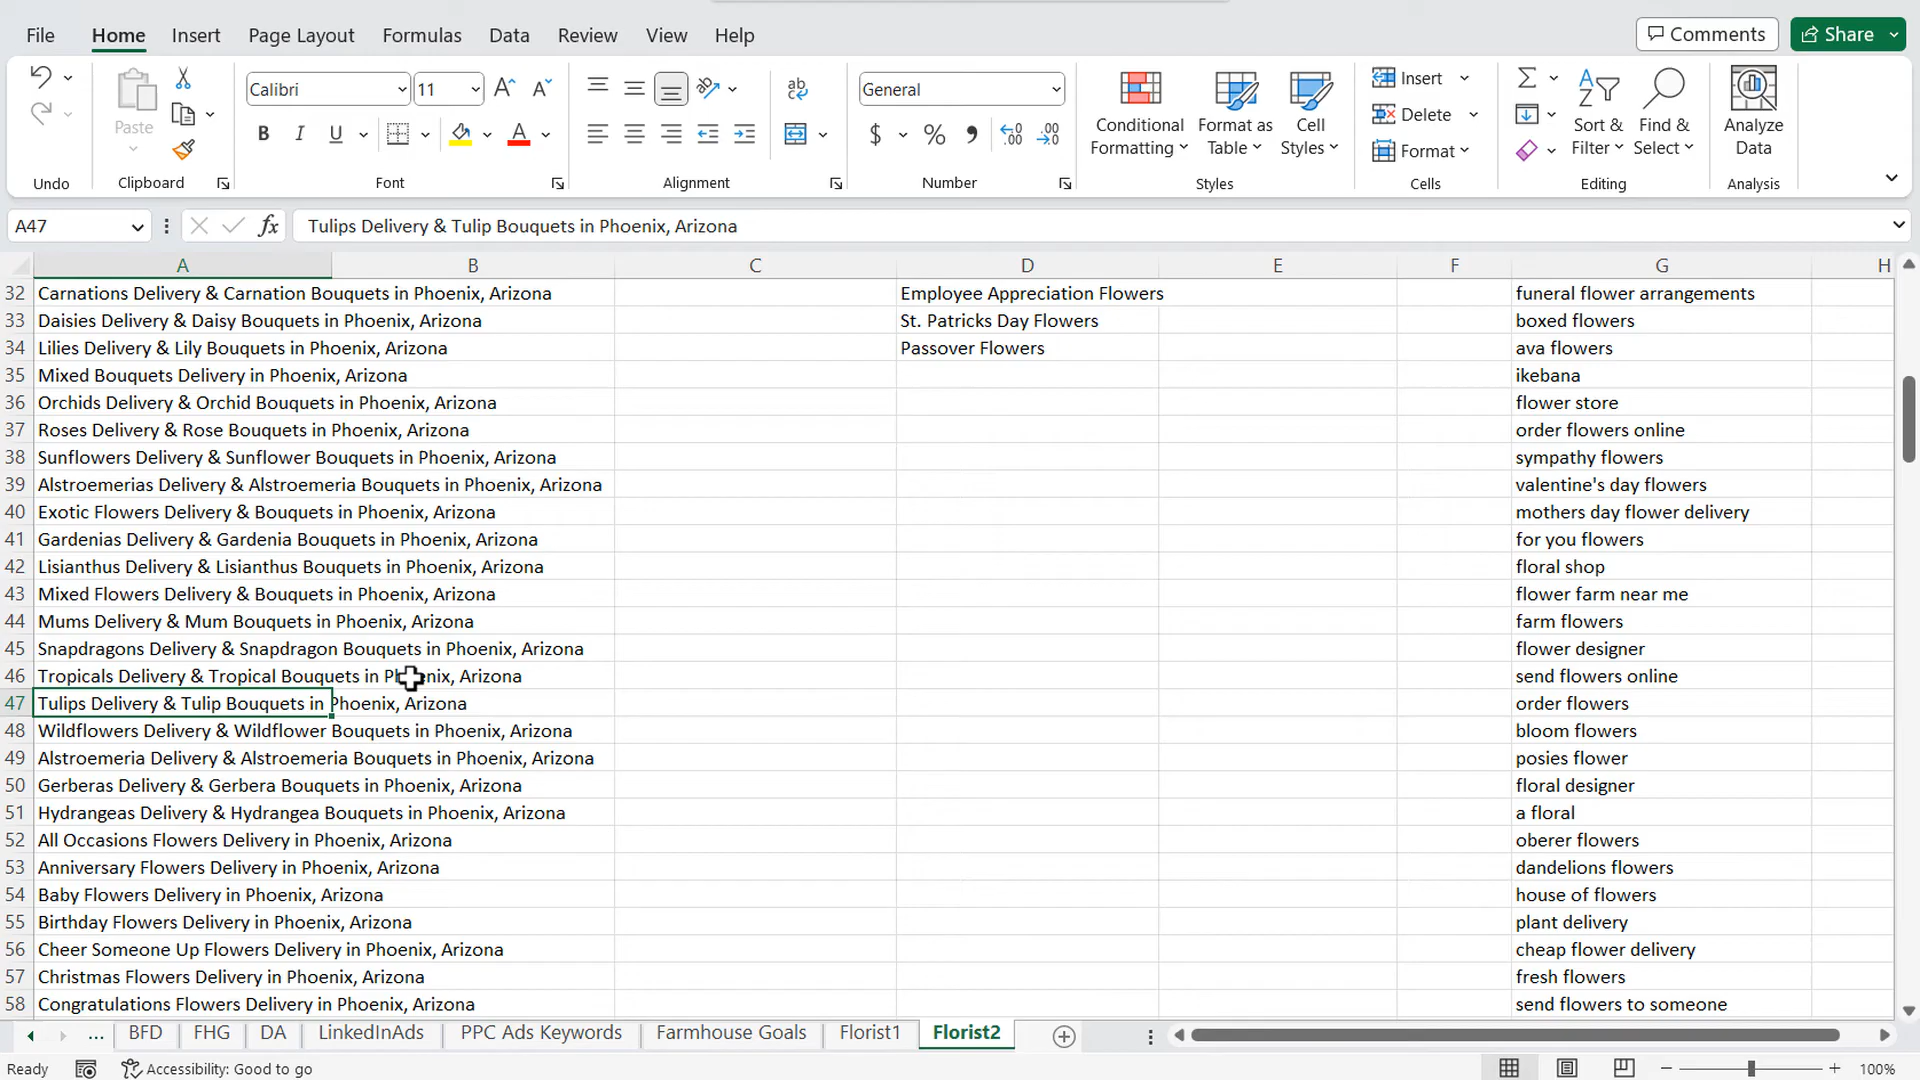 File Home Insert Page Layout Formulas Data Review View Help Comments Share
Calibri 11 General Insert
Paste Conditional Formatting Format as Table Cell Styles Delete Sort & Filter Find & Select Analyze Data
B I U $ % Format
Undo Clipboard Font Alignment Number Styles Cells Editing Analysis
A47 fx Tulips Delivery & Tulip Bouquets in Phoenix, Arizona
A B C D E F G H
32 Carnations Delivery & Carnation Bouquets in Phoenix, Arizona Employee Appreciation Flowers funeral flower arrangements
33 Daisies Delivery & Daisy Bouquets in Phoenix, Arizona St. Patricks Day Flowers boxed flowers
34 Lilies Delivery & Lily Bouquets in Phoenix, Arizona Passover Flowers ava flowers
35 Mixed Bouquets Delivery in Phoenix, Arizona ikebana
36 Orchids Delivery & Orchid Bouquets in Phoenix, Arizona flower store
37 Roses Delivery & Rose Bouquets in Phoenix, Arizona order flowers online
38 Sunflowers Delivery & Sunflower Bouquets in Phoenix, Arizona sympathy flowers
39 Alstroemerias Delivery & Alstroemeria Bouquets in Phoenix, Arizona valentine's day flowers
40 Exotic Flowers Delivery & Bouquets in Phoenix, Arizona mothers day flower delivery
41 Gardenias Delivery & Gardenia Bouquets in Phoenix, Arizona for you flowers
42 Lisianthus Delivery & Lisianthus Bouquets in Phoenix, Arizona floral shop
43 Mixed Flowers Delivery & Bouquets in Phoenix, Arizona flower farm near me
44 Mums Delivery & Mum Bouquets in Phoenix, Arizona farm flowers
45 Snapdragons Delivery & Snapdragon Bouquets in Phoenix, Arizona flower designer
46 Tropicals Delivery & Tropical Bouquets in Phoenix, Arizona send flowers online
47 Tulips Delivery & Tulip Bouquets in Phoenix, Arizona order flowers
48 Wildflowers Delivery & Wildflower Bouquets in Phoenix, Arizona bloom flowers
49 Alstroemeria Delivery & Alstroemeria Bouquets in Phoenix, Arizona posies flower
50 Gerberas Delivery & Gerbera Bouquets in Phoenix, Arizona floral designer
51 Hydrangeas Delivery & Hydrangea Bouquets in Phoenix, Arizona a floral
52 All Occasions Flowers Delivery in Phoenix, Arizona oberer flowers
53 Anniversary Flowers Delivery in Phoenix, Arizona dandelions flowers
54 Baby Flowers Delivery in Phoenix, Arizona house of flowers
55 Birthday Flowers Delivery in Phoenix, Arizona plant delivery
56 Cheer Someone Up Flowers Delivery in Phoenix, Arizona cheap flower delivery
57 Christmas Flowers Delivery in Phoenix, Arizona fresh flowers
58 Congratulations Flowers Delivery in Phoenix, Arizona send flowers to someone
... BFD FHG DA LinkedInAds PPC Ads Keywords Farmhouse Goals Florist1 Florist2
Ready Accessibility: Good to go 100%